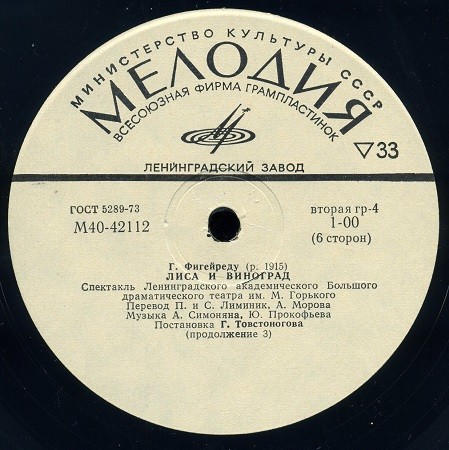 МИНИСТЕРСТВО КУЛЬТУРЫ СССР
МЕЛОДИЯ
ВСЕСОЮЗНАЯ ФИРМА ГРАМПЛАСТИНОК
ЛЕНИНГРАДСКИЙ ЗАВОД
▽33
ГОСТ 5289-73
М40-42112
вторая гр-4
1-00
(6 сторон)
Г. Фигейреду (р. 1915)
ЛИСА И ВИНОГРАД
Спектакль Ленинградского академического Большого
драматического театра им. М. Горького
Перевод П. и С. Лиминик, А. Морова
Музыка А. Симоняна, Ю. Прокофьева
Постановка Г. Товстоногова
(продолжение 3)